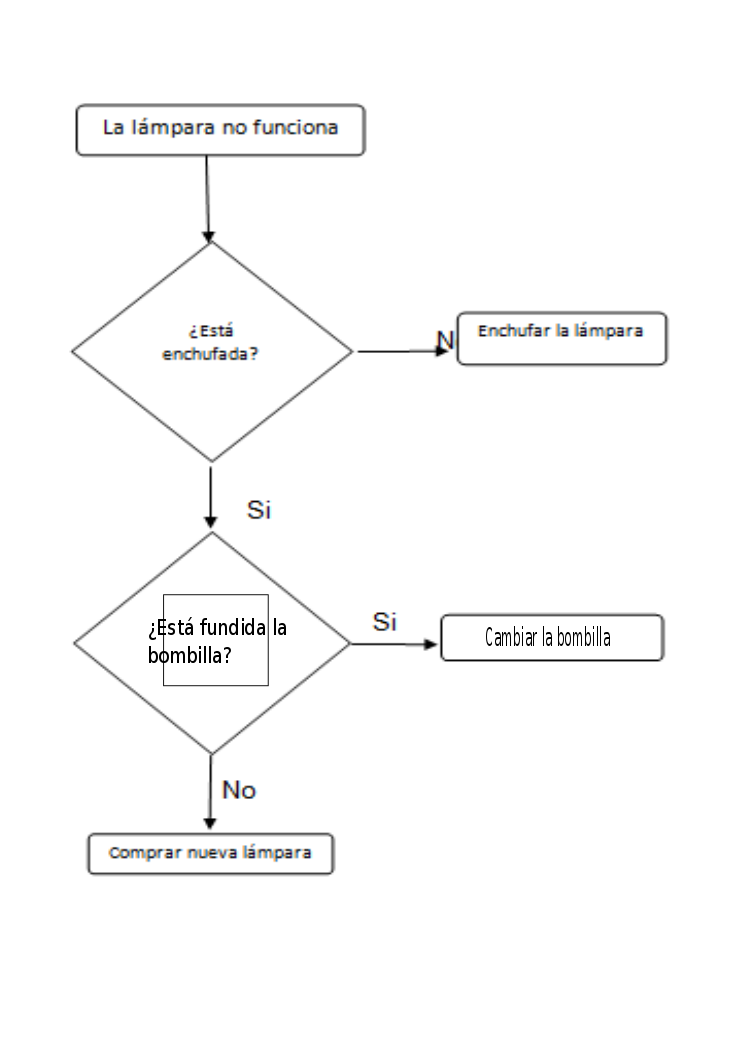 La lámpara no funciona
¿Está
enchufada?
N
Enchufar la lámpara
Si
¿Está fundida la
bombilla?
Si
Cambiar la bombilla
No
Comprar nueva lámpara